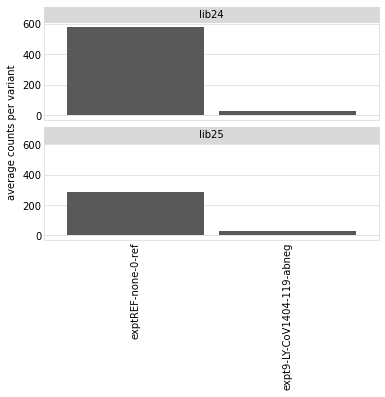 lib24
600
400
200
0
lib25
600
400
200
0
average counts per variant
exptREF-none-0-ref
expt9-LY-CoV1404-119-abneg